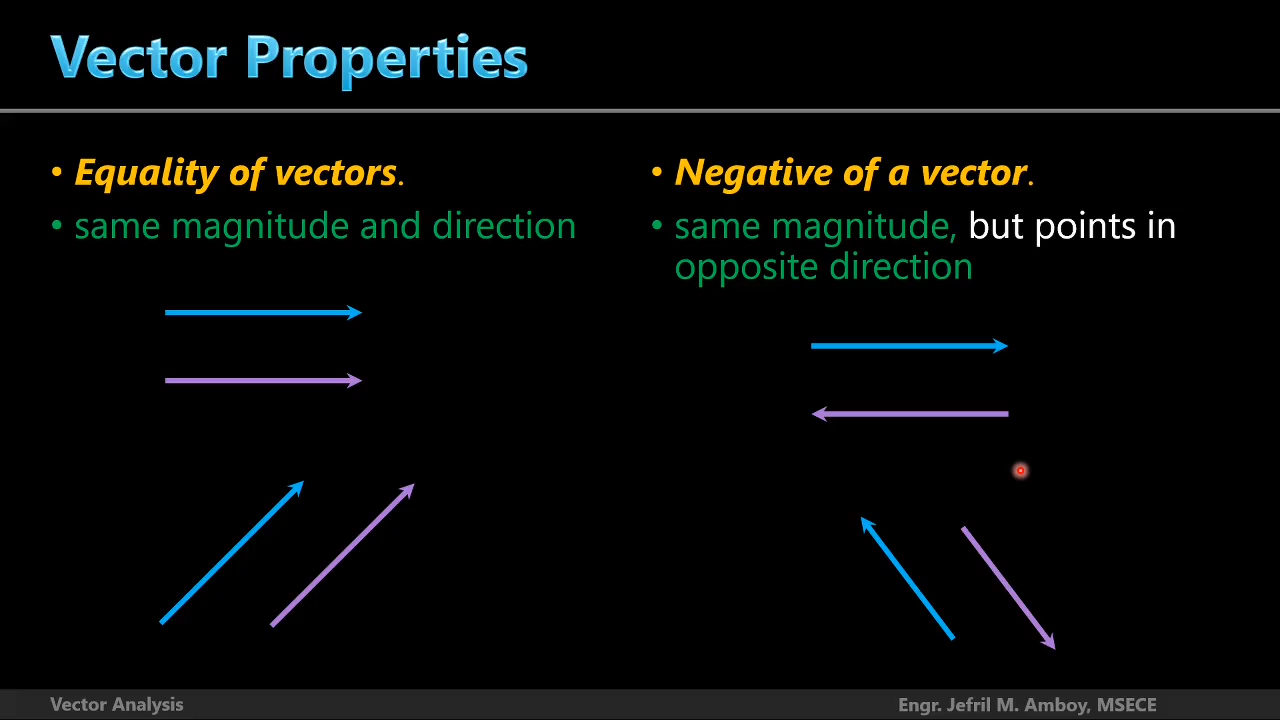 Vector Properties
• Equality of vectors.
• same magnitude and direction
• Negative of a vector.
• same magnitude, but points in
opposite direction
Vector Analysis
Engr. Jefril M. Amboy, MSECE